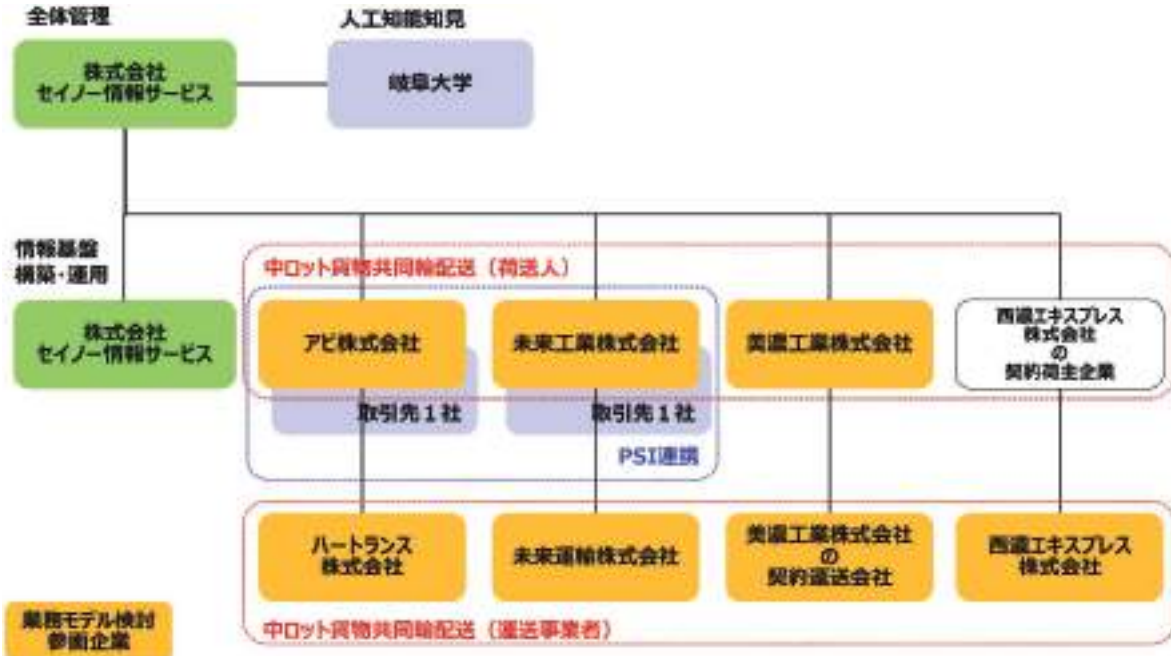 全体管理
人工知能知見
株式会社
セイノー情報サービス
岐阜大学
情報基盤
構築・運用
中ロット貨物共同輸配送（荷送人）
株式会社
セイノー情報サービス
アピ株式会社
未来工業株式会社
美濃工業株式会社
西濃エキスプレス
株式会社
の
契約荷主企業
取引先１社
取引先１社
PSI連携
ハートランス
株式会社
未来運輸株式会社
美濃工業株式会社
の
契約運送会社
西濃エキスプレス
株式会社
業務モデル検討
参画企業
中ロット貨物共同輸配送（運送事業者）